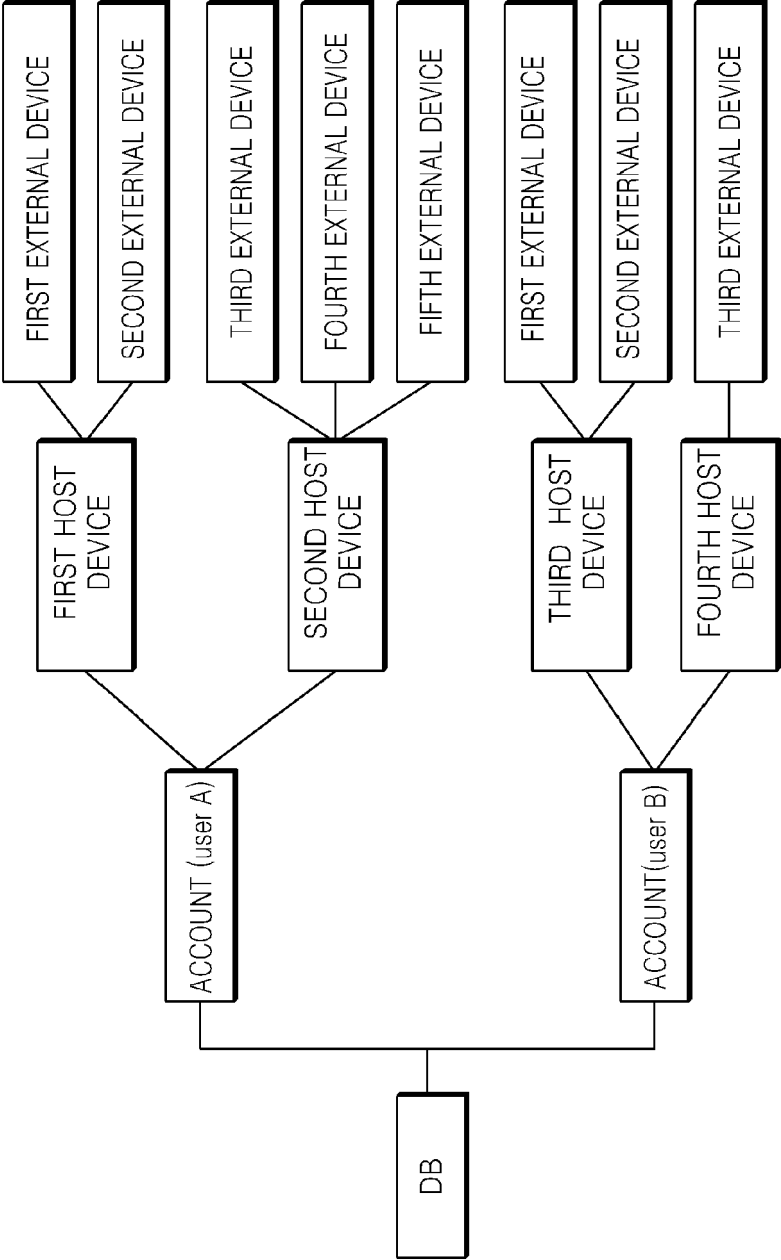 DB
ACCOUNT (user A)
ACCOUNT(user B)
FIRST HOST
DEVICE
SECOND HOST
DEVICE
THIRD HOST
DEVICE
FOURTH HOST
DEVICE
FIRST EXTERNAL DEVICE
SECOND EXTERNAL DEVICE
THIRD EXTERNAL DEVICE
FOURTH EXTERNAL DEVICE
FIFTH EXTERNAL DEVICE
FIRST EXTERNAL DEVICE
SECOND EXTERNAL DEVICE
THIRD EXTERNAL DEVICE